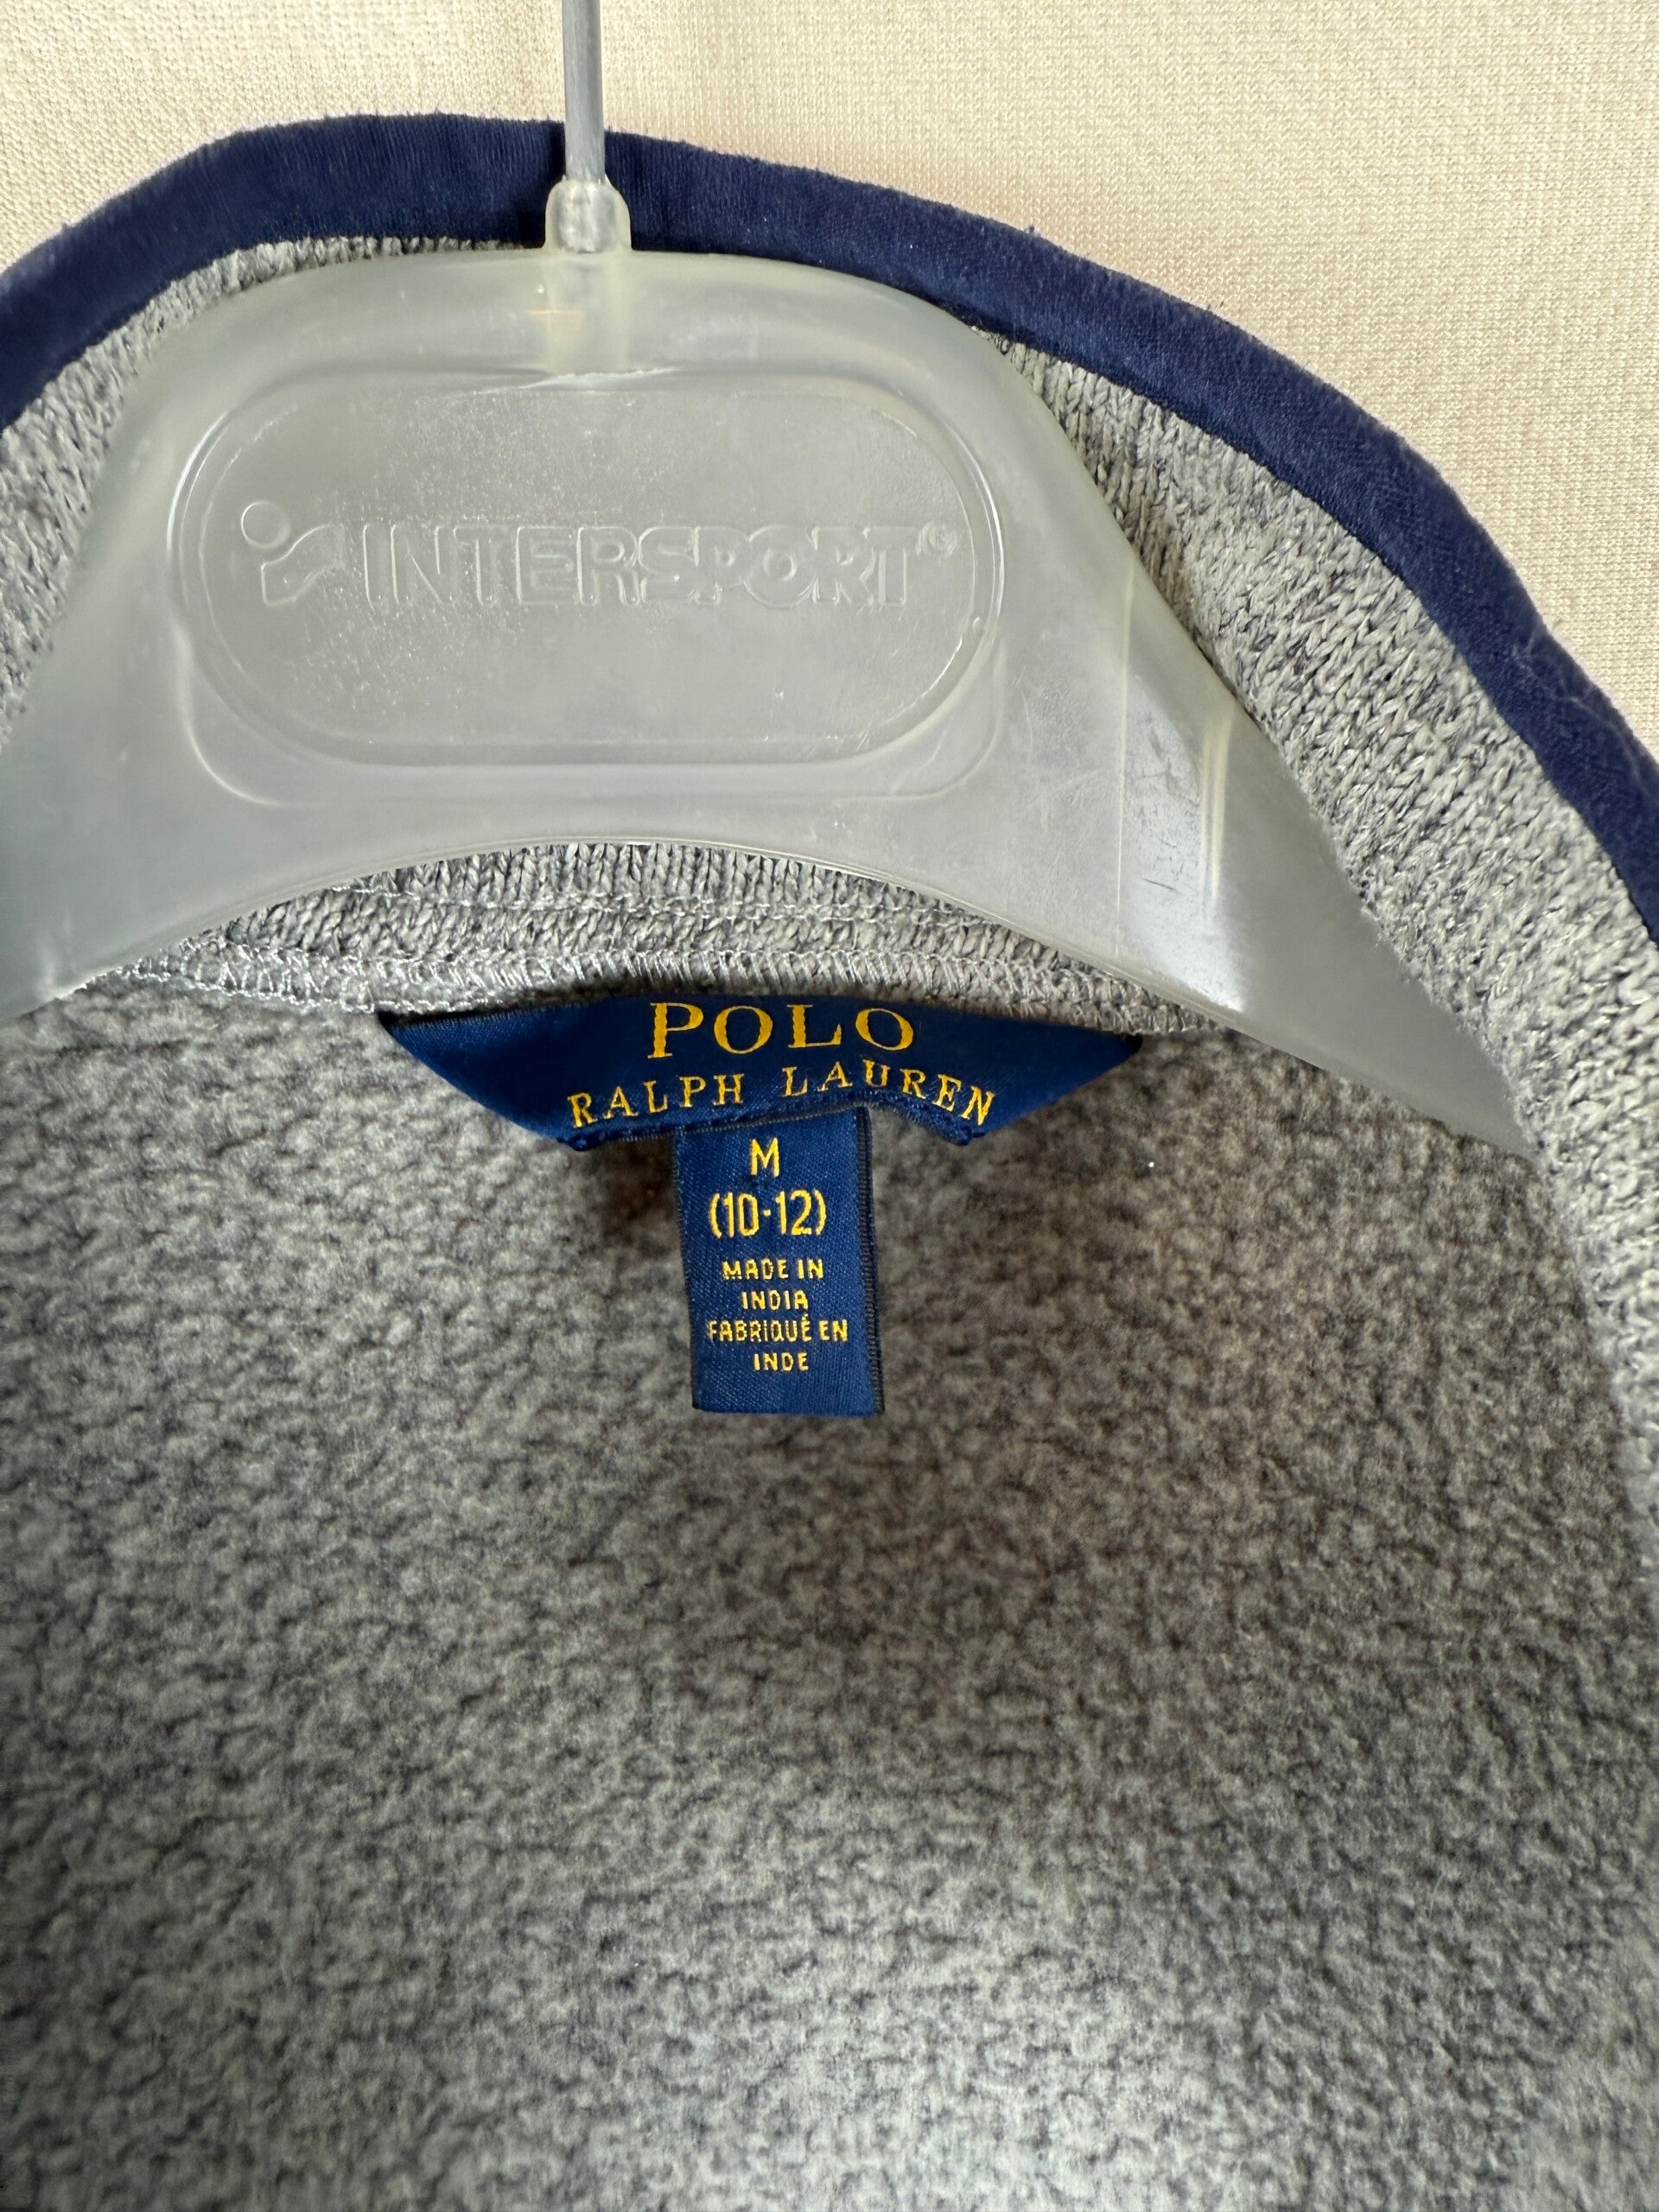 INTERSPORT®
POLO
RALPH LAUREN
M
(10-12)
MADE IN
INDIA
FABRIQUÉ EN
INDE